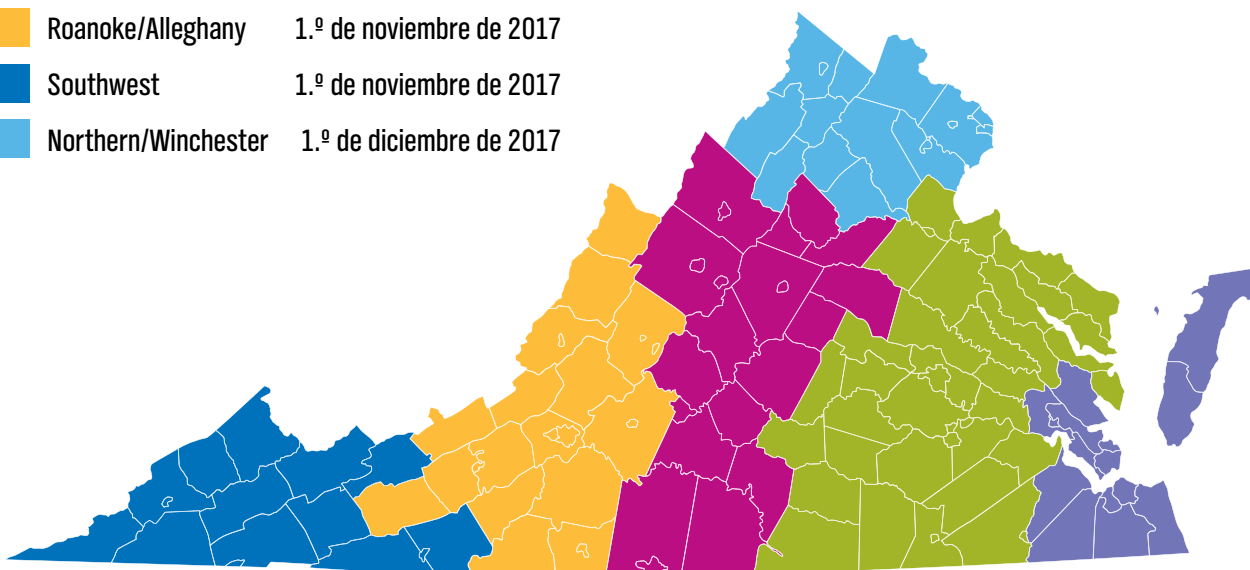 Roanoke/Alleghany 1.º de noviembre de 2017
Southwest 1.º de noviembre de 2017
Northern/Winchester 1.º de diciembre de 2017